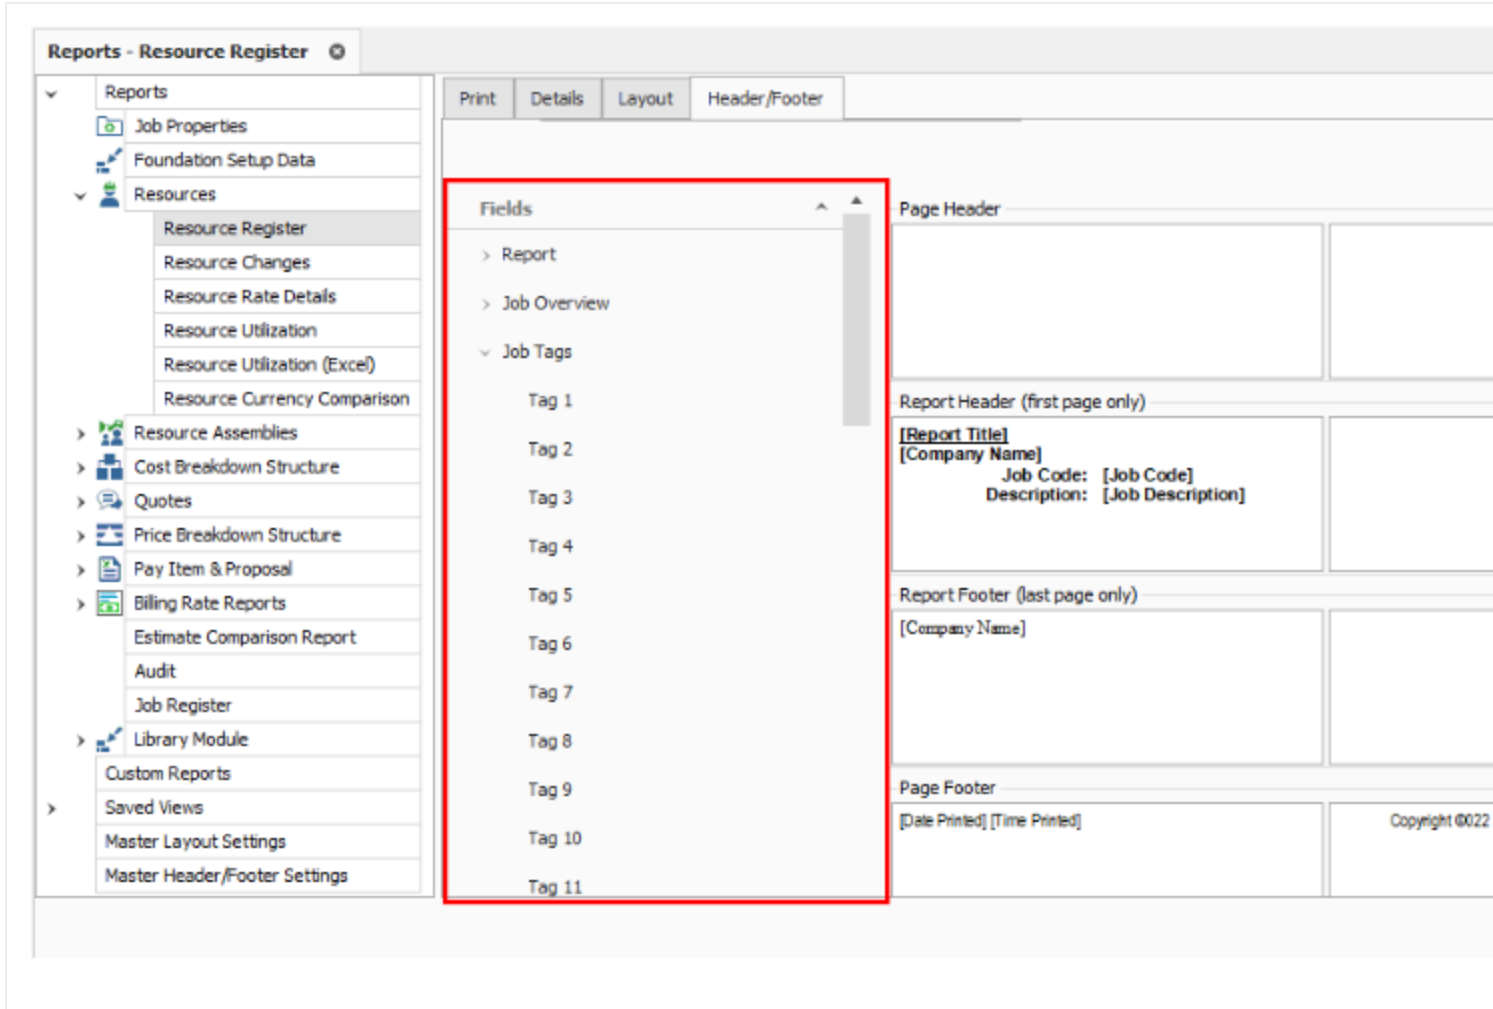 Reports - Resource Register
Reports
Job Properties
Foundation Setup Data
Resources
Resource Register
Resource Changes
Resource Rate Details
Resource Utilization
Resource Utilization (Excel)
Resource Currency Comparison
Resource Assemblies
Cost Breakdown Structure
Quotes
Price Breakdown Structure
Pay Item & Proposal
Billing Rate Reports
Estimate Comparison Report
Audit
Job Register
Library Module
Custom Reports
Saved Views
Master Layout Settings
Master Header/Footer Settings
Print Details Layout Header/Footer
Fields
Report
Job Overview
Job Tags
Tag 1
Tag 2
Tag 3
Tag 4
Tag 5
Tag 6
Tag 7
Tag 8
Tag 9
Tag 10
Tag 11
Page Header
Report Header (first page only)
[Report Title]
[Company Name]
Job Code: [Job Code]
Description: [Job Description]
Report Footer (last page only)
[Company Name]
Page Footer
[Date Printed] [Time Printed]
Copyright ©022